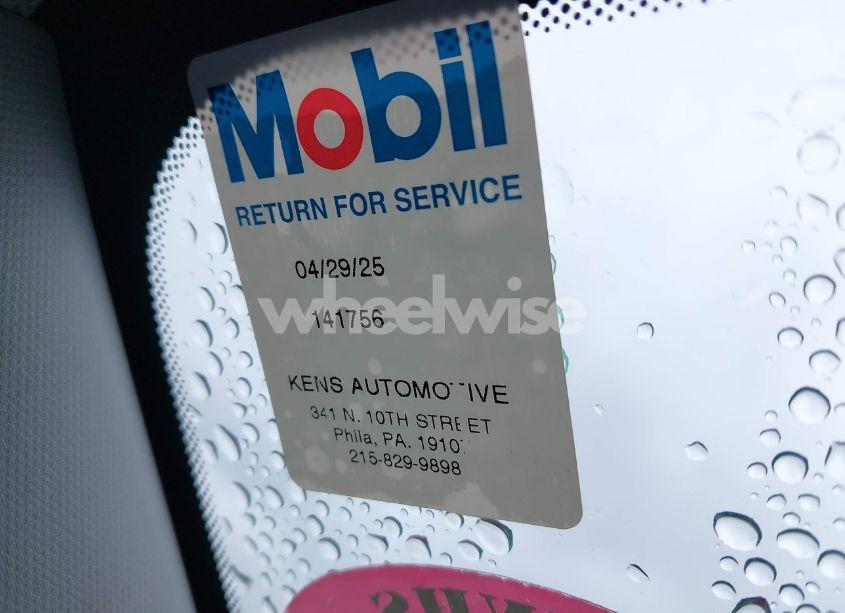 Mobil
RETURN FOR SERVICE
04/29/25
141756
wheelwise
KENS AUTOMOTIVE
341 N. 10TH STREET
Phila, PA. 1910
215-829-9898